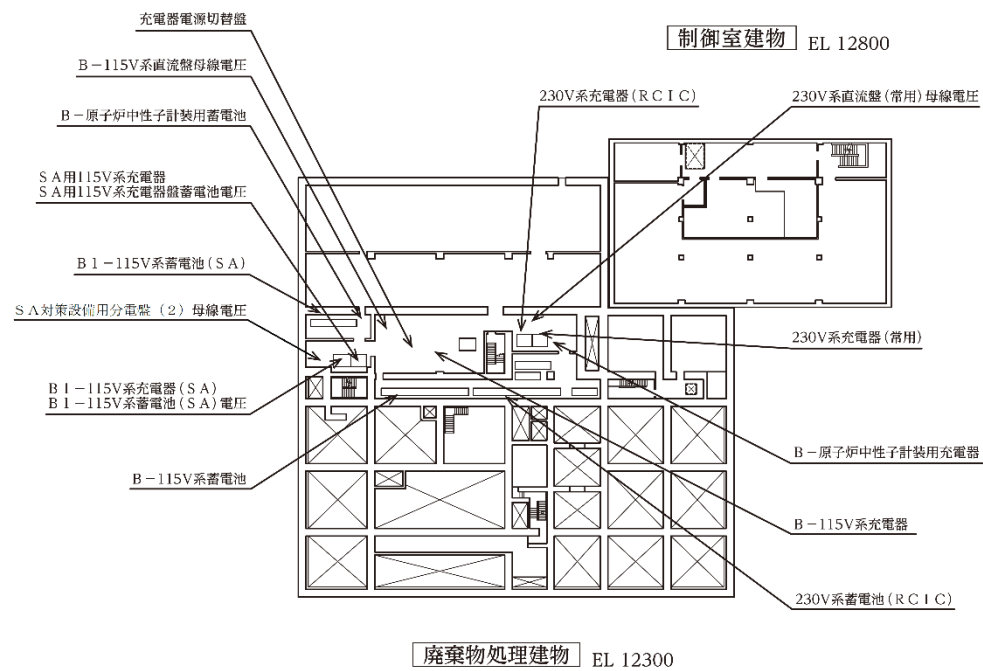 充電器電源切替盤
制御室建物 EL 12800
B－115V系直流盤母線電圧
230V系充電器(RCIC)
230V系直流盤(常用)母線電圧
B－原子炉中性子計装用蓄電池
SA用115V系充電器
SA用115V系充電器盤蓄電池電圧
B1－115V系蓄電池(SA)
SA対策設備用分電盤（2）母線電圧
230V系充電器(常用)
B1－115V系充電器(SA)
B1－115V系蓄電池(SA)電圧
B－原子炉中性子計装用充電器
B－115V系蓄電池
B－115V系充電器
230V系蓄電池(RCIC)
廃棄物処理建物 EL 12300